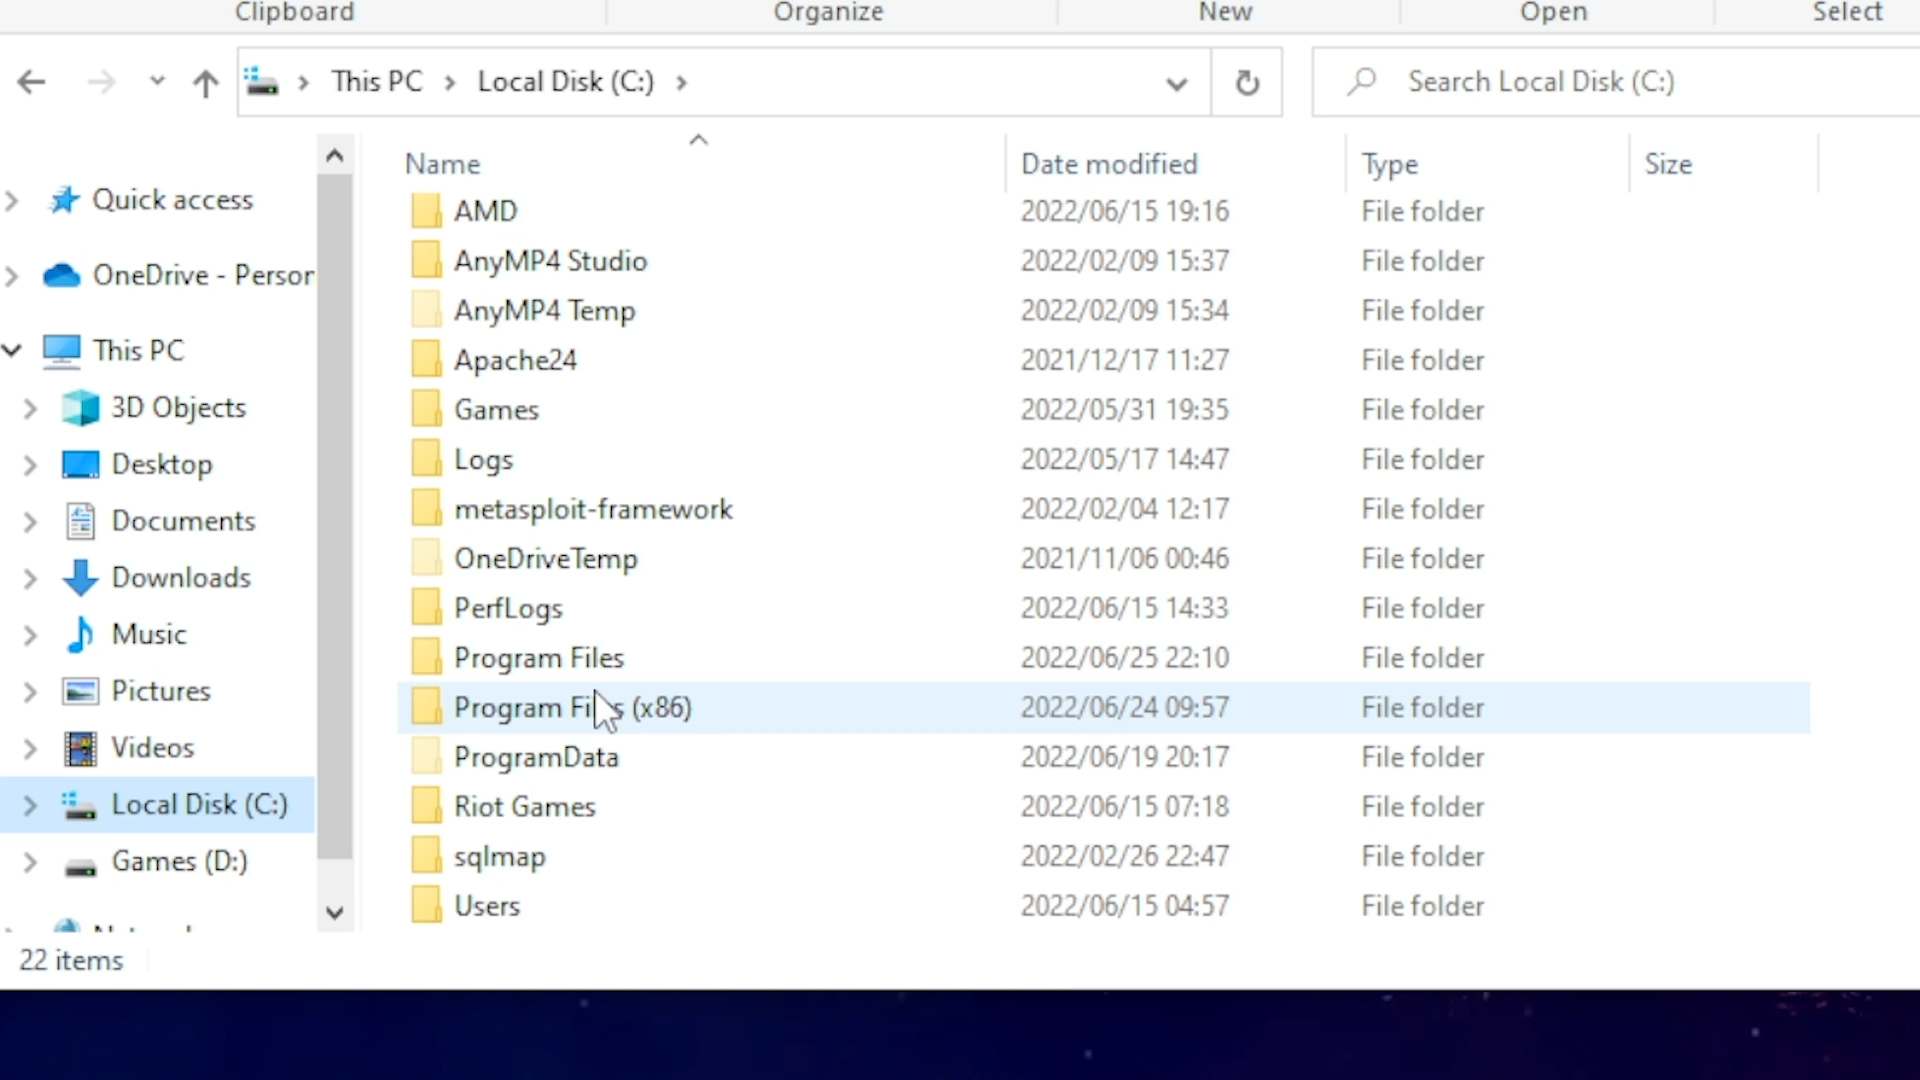 Clipboard Organize New Open Select
This PC Local Disk (C:) Search Local Disk (C:)
Name Date modified Type Size
Quick access
OneDrive - Person
This PC
3D Objects
Desktop
Documents
Downloads
Music
Pictures
Videos
Local Disk (C:)
Games (D:)
AMD 2022/06/15 19:16 File folder
AnyMP4 Studio 2022/02/09 15:37 File folder
AnyMP4 Temp 2022/02/09 15:34 File folder
Apache24 2021/12/17 11:27 File folder
Games 2022/05/31 19:35 File folder
Logs 2022/05/17 14:47 File folder
metasploit-framework 2022/02/04 12:17 File folder
OneDriveTemp 2021/11/06 00:46 File folder
PerfLogs 2022/06/15 14:33 File folder
Program Files 2022/06/25 22:10 File folder
Program Files (x86) 2022/06/24 09:57 File folder
ProgramData 2022/06/19 20:17 File folder
Riot Games 2022/06/15 07:18 File folder
sqlmap 2022/02/26 22:47 File folder
Users 2022/06/15 04:57 File folder
22 items